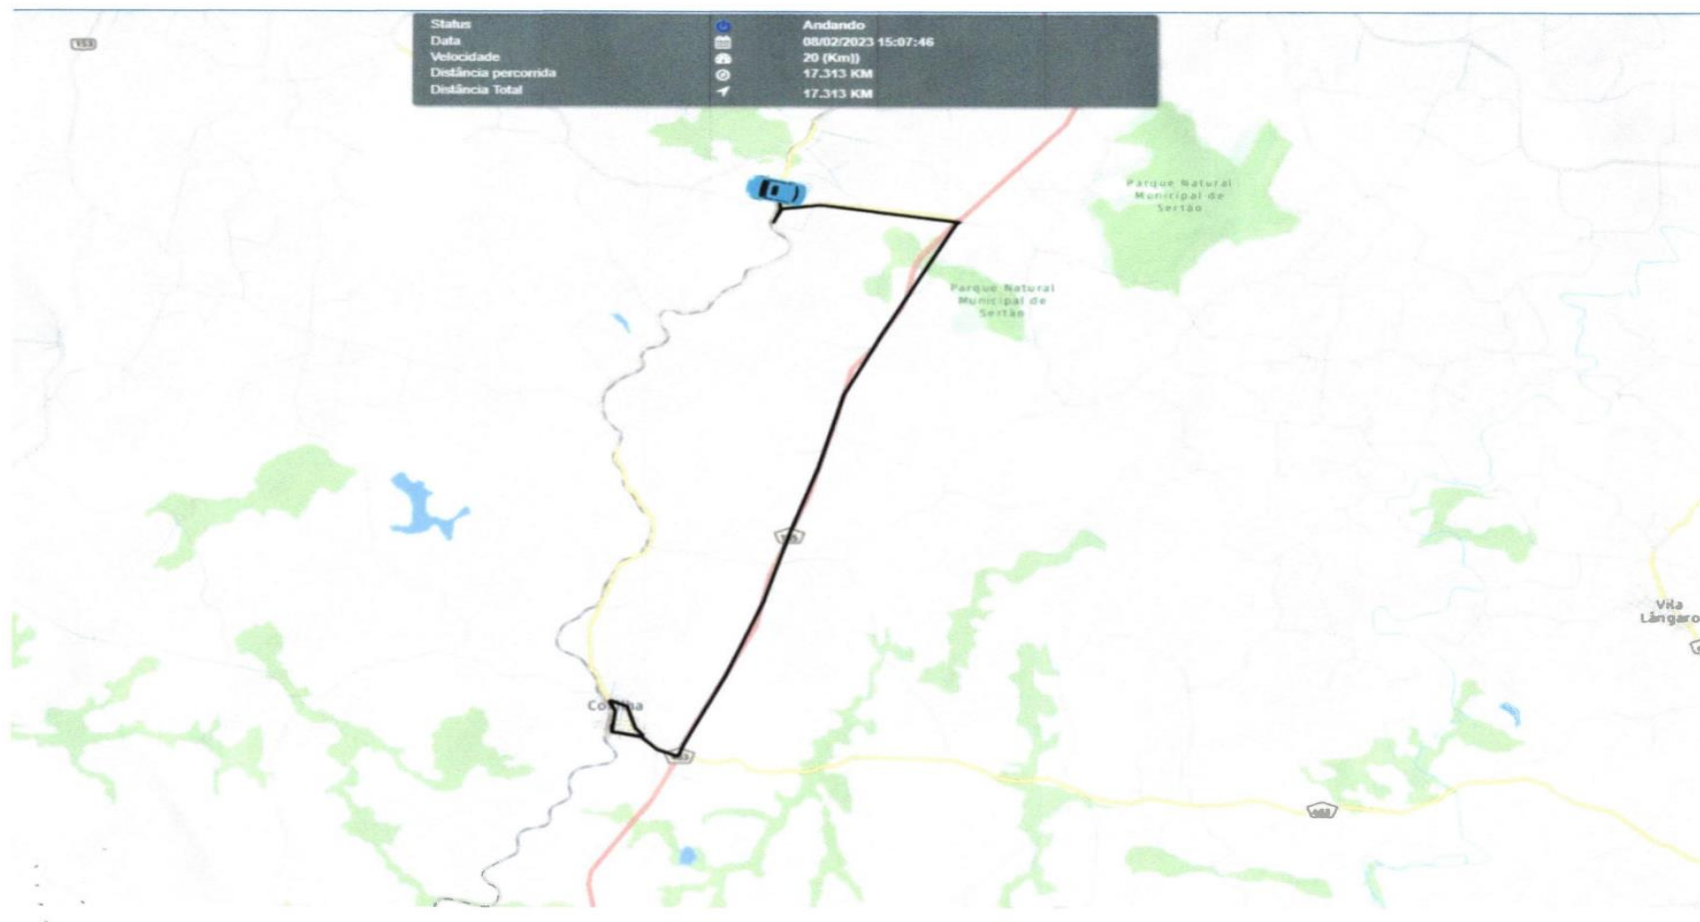 Status Andando
Data 08/02/2023 15:07:46
Velocidade 20 (Km))
Distância percorrida 17.313 KM
Distância Total 17.313 KM
153
Parque Natural
Municipal de
Sertão
Parque Natural
Municipal de
Sertão
Vila
Lângaro